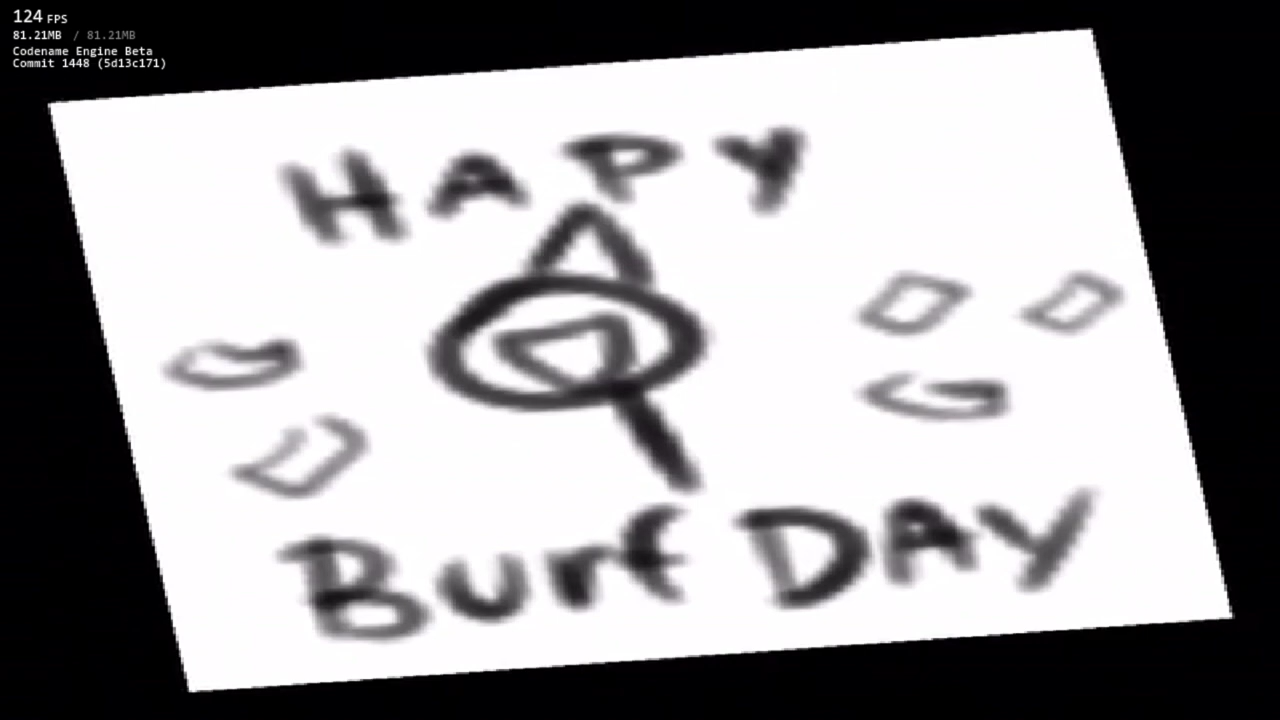 124 FPS
81.21MB / 81.21MB
Codename Engine Beta
Commit 1448 (5d13c171)
HAPY
Burf DAY